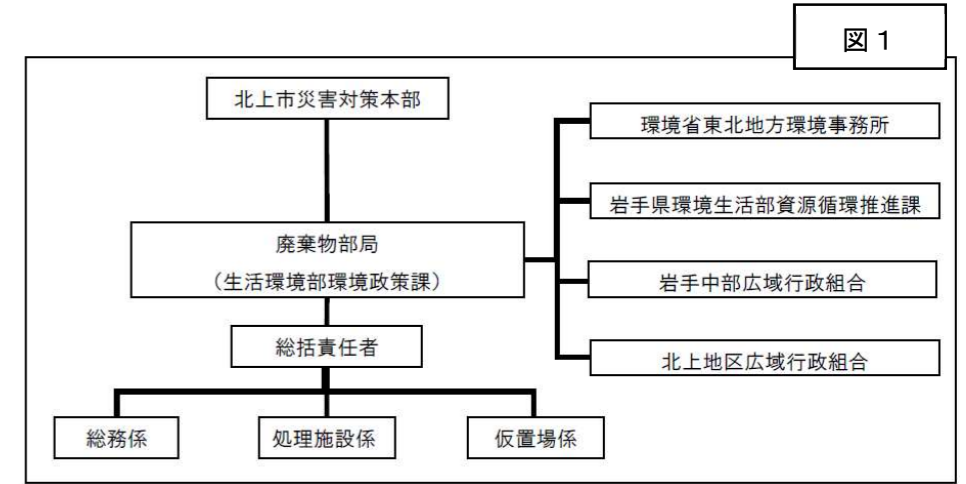 図1
北上市災害対策本部
環境省東北地方環境事務所
岩手県環境生活部資源循環推進課
廃棄物部局
（生活環境部環境政策課）
岩手中部広域行政組合
総括責任者
北上地区広域行政組合
総務係
処理施設係
仮置場係